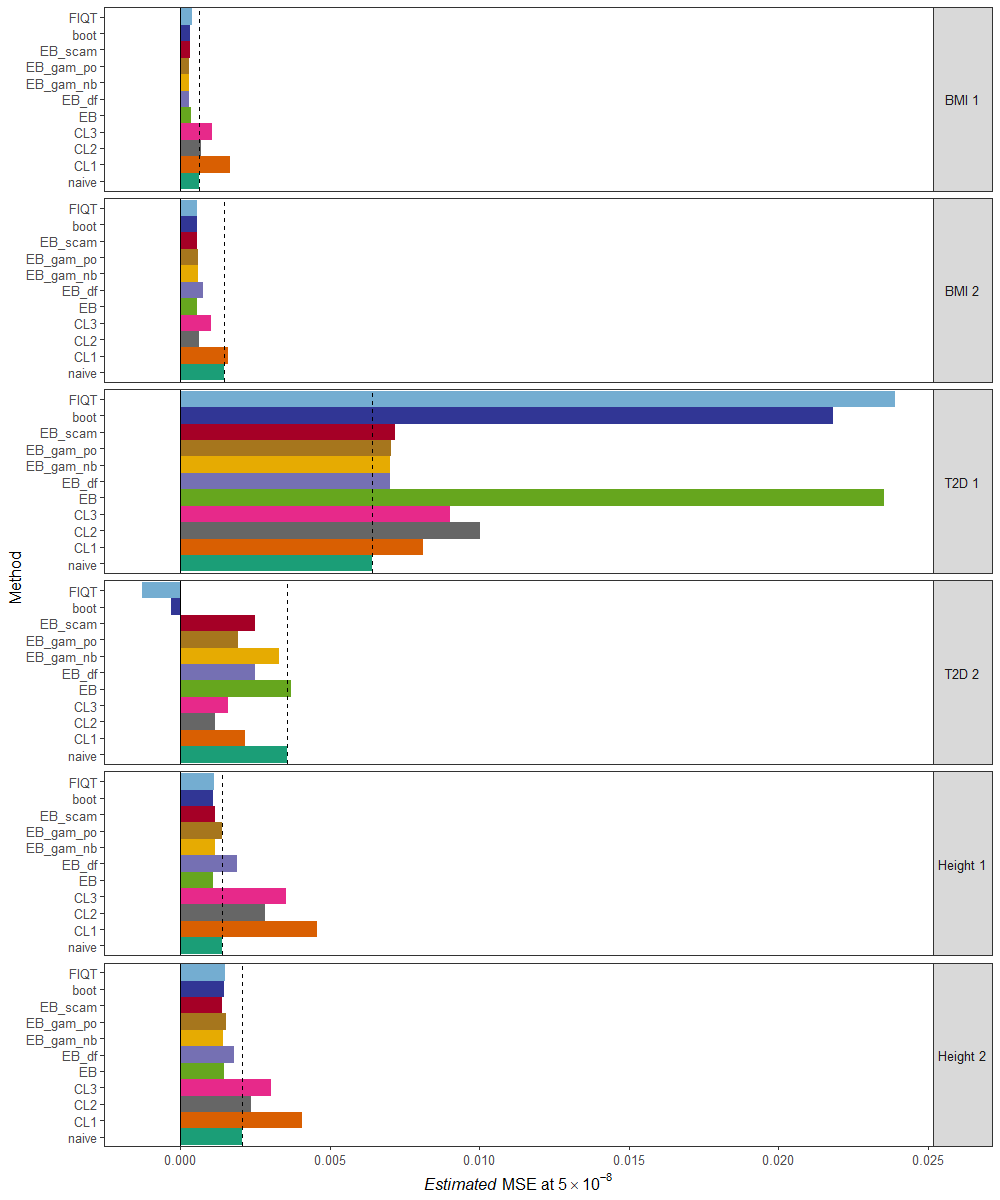 FIQT
boot
EB_scam
EB_gam_po
EB_gam_nb
EB_df
EB
CL3
CL2
CL1
naive
BMI 1
FIQT
boot
EB_scam
EB_gam_po
EB_gam_nb
EB_df
EB
CL3
CL2
CL1
naive
BMI 2
FIQT
boot
EB_scam
EB_gam_po
EB_gam_nb
EB_df
EB
CL3
CL2
CL1
naive
T2D 1
Method
FIQT
boot
EB_scam
EB_gam_po
EB_gam_nb
EB_df
EB
CL3
CL2
CL1
naive
T2D 2
FIQT
boot
EB_scam
EB_gam_po
EB_gam_nb
EB_df
EB
CL3
CL2
CL1
naive
Height 1
FIQT
boot
EB_scam
EB_gam_po
EB_gam_nb
EB_df
EB
CL3
CL2
CL1
naive
Height 2
0.000 0.005 0.010 0.015 0.020 0.025
Estimated MSE at 5 × 10⁻⁸